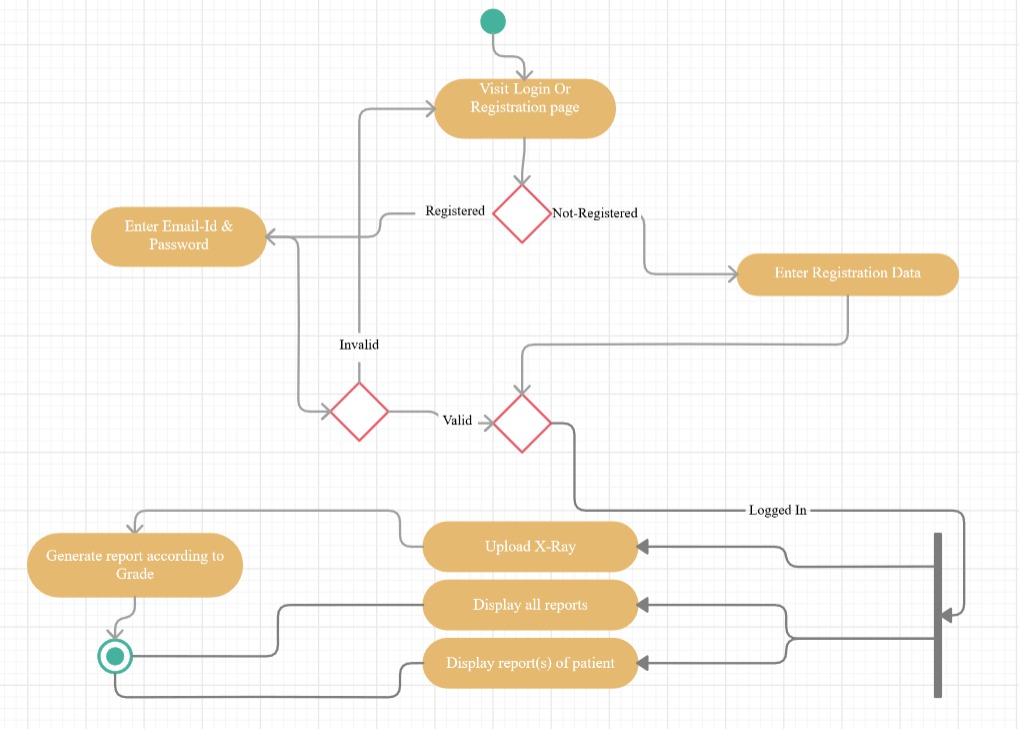 Visit Login Or
Registration page
Registered
Not-Registered
Enter Email-Id &
Password
Enter Registration Data
Invalid
Valid
Logged In
Upload X-Ray
Generate report according to
Grade
Display all reports
Display report(s) of patient